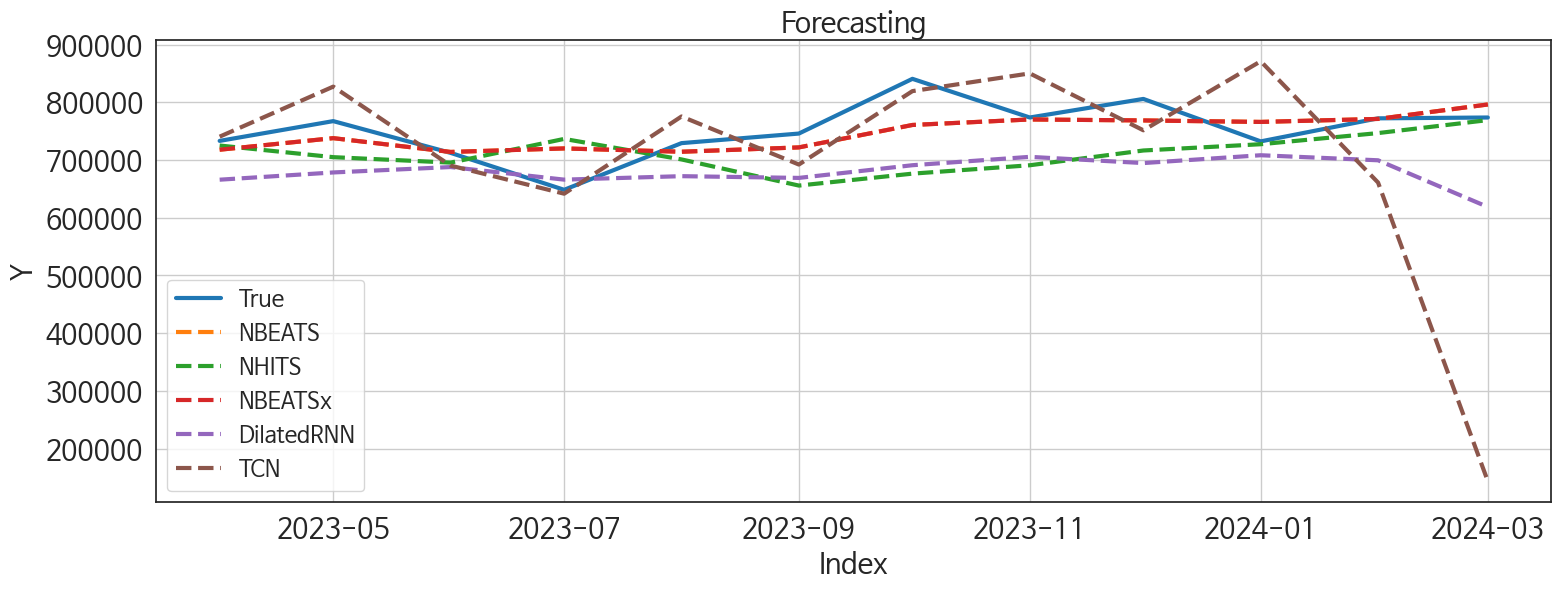 Forecasting
900000
800000
700000
600000
500000
400000
300000
200000
Y
True
NBEATS
NHITS
NBEATSx
DilatedRNN
TCN
2023-05 2023-07 2023-09 2023-11 2024-01 2024-03
Index